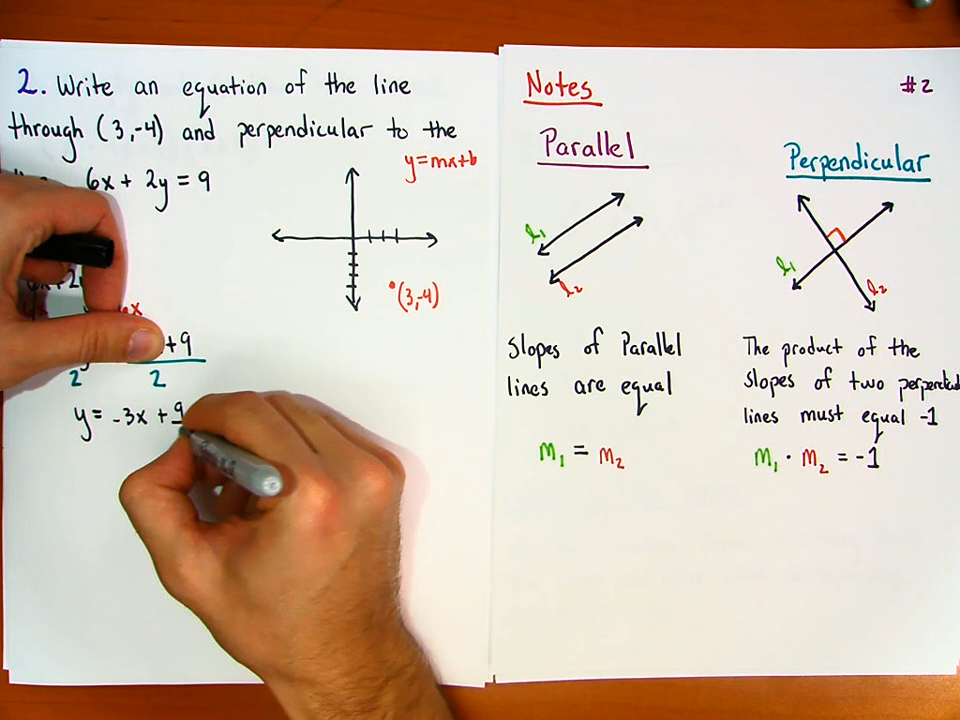 2. Write an equation of the line
through (3,-4) and perpendicular to the
6x + 2y = 9
y=mx+b
(3,-4)
6x
+9
2 2
y = -3x + 9
Notes
#2
Parallel
l1
l2
Slopes of Parallel
lines are equal
m1 = m2
Perpendicular
l1
l2
The product of the
slopes of two
lines must equal -1
m1 · m2 = -1